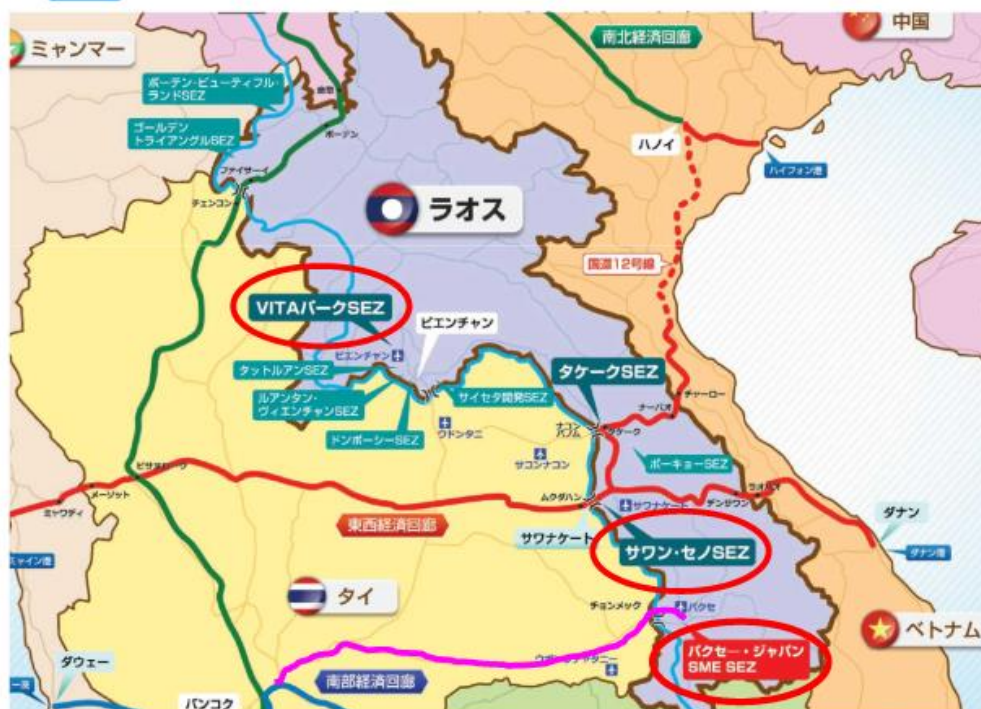 ミャンマー
中国
南北経済回廊
ボーテン・ビューティフル・
ランドSEZ
ボーテン
ゴールデン
トライアングルSEZ
ハノイ
ハイフォン港
ファイサーイ
チェンコン
ラオス
国道12号線
VITAパークSEZ
ビエンチャン
ビエンチャン
タットルアンSEZ
タケークSEZ
ルアンタン・
ヴィエンチャンSEZ
サイセタ開発SEZ
チャーロー
ナーパオ
ドンポーシーSEZ
ウドンタニ
タケーク
サコンナコン
ポーキョーSEZ
ピサヌローク
メーソット
ミャワディ
ムクダハン
サワナケート
デンサワン
ラオバオ
東西経済回廊
サワナケート
ダナン
ダナン港
サワン・セノSEZ
タイ
チョンメック
パクセ
ベトナム
パクセー・ジャパン
SME SEZ
ダウェー
南部経済回廊
バンコク